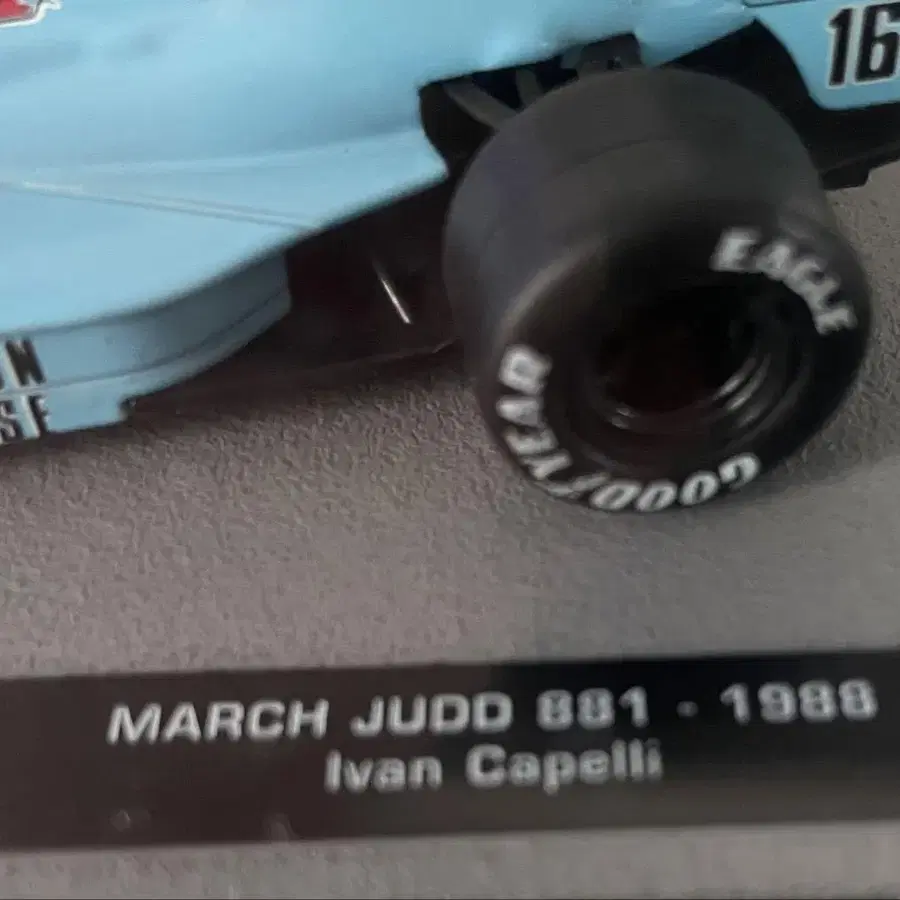 16
EAGLE
GOODYEAR
MARCH JUDD 881 - 1988
Ivan Capelli